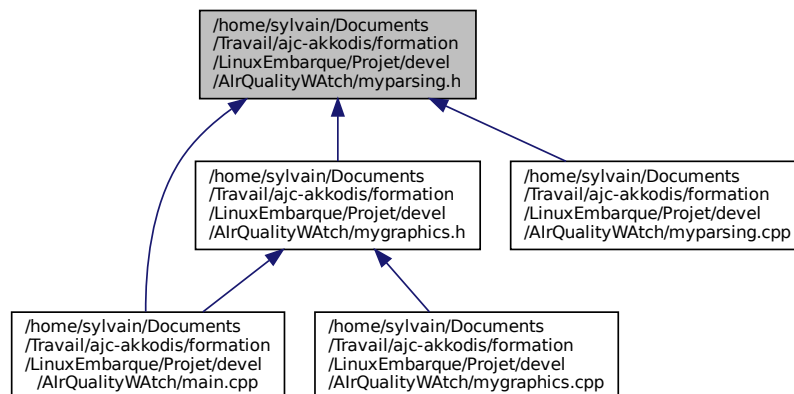 /home/sylvain/Documents
/Travail/ajc-akkodis/formation
/LinuxEmbarque/Projet/devel
/AIrQualityWAtch/myparsing.h
/home/sylvain/Documents
/Travail/ajc-akkodis/formation
/LinuxEmbarque/Projet/devel
/AIrQualityWAtch/mygraphics.h
/home/sylvain/Documents
/Travail/ajc-akkodis/formation
/LinuxEmbarque/Projet/devel
/AIrQualityWAtch/myparsing.cpp
/home/sylvain/Documents
/Travail/ajc-akkodis/formation
/LinuxEmbarque/Projet/devel
/AIrQualityWAtch/main.cpp
/home/sylvain/Documents
/Travail/ajc-akkodis/formation
/LinuxEmbarque/Projet/devel
/AIrQualityWAtch/mygraphics.cpp